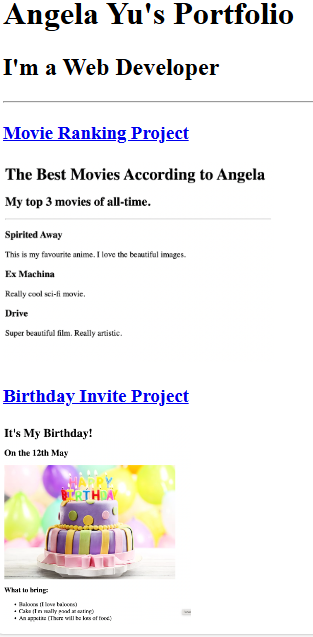 Angela Yu's Portfolio
I'm a Web Developer
Movie Ranking Project
The Best Movies According to Angela
My top 3 movies of all-time.
Spirited Away
This is my favourite anime. I love the beautiful images.
Ex Machina
Really cool sci-fi movie.
Drive
Super beautiful film. Really artistic.
Birthday Invite Project
It's My Birthday!
On the 12th May
HAPPY
BIRTHDAY
What to bring:
Baloons (I love baloons)
Cake (I'm really good at eating)
An appetite (There will be lots of food)